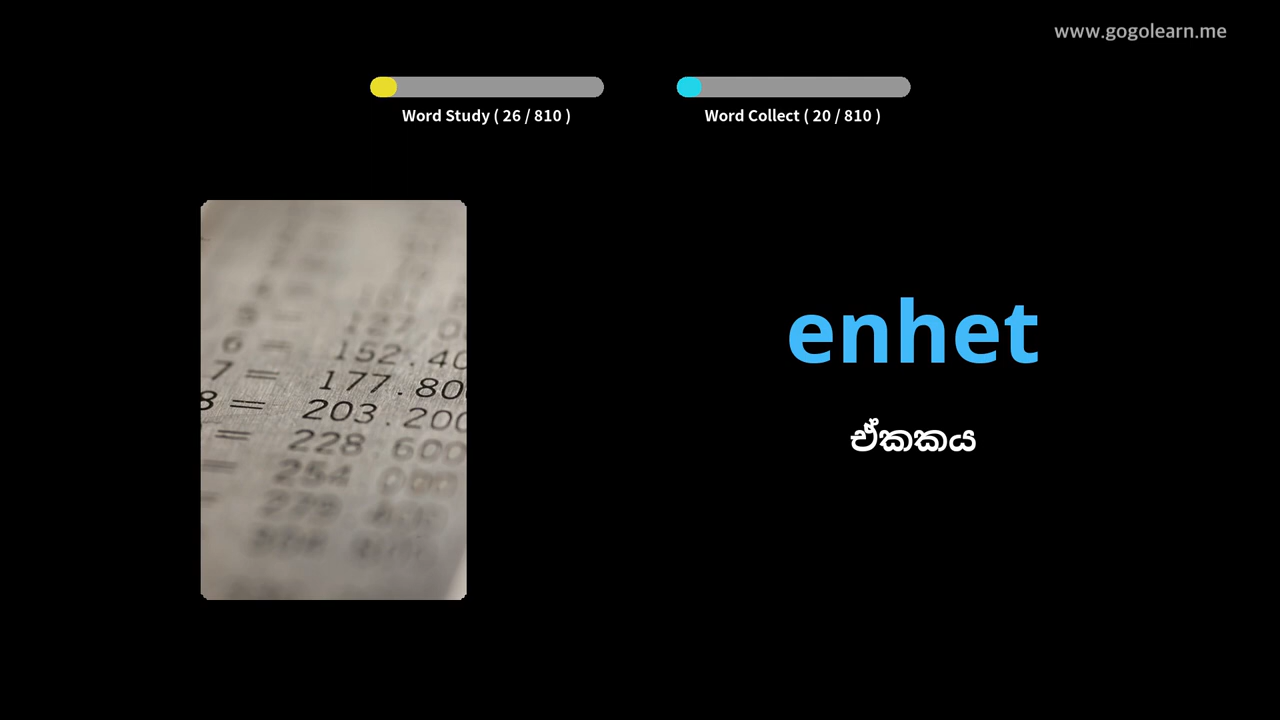 www.gogolearn.me
Word Study ( 26 / 810 )
Word Collect ( 20 / 810 )
6 = 152.40
7 = 177.80
8 = 203.200
= 228.600
= 254
enhet
ඒකකය